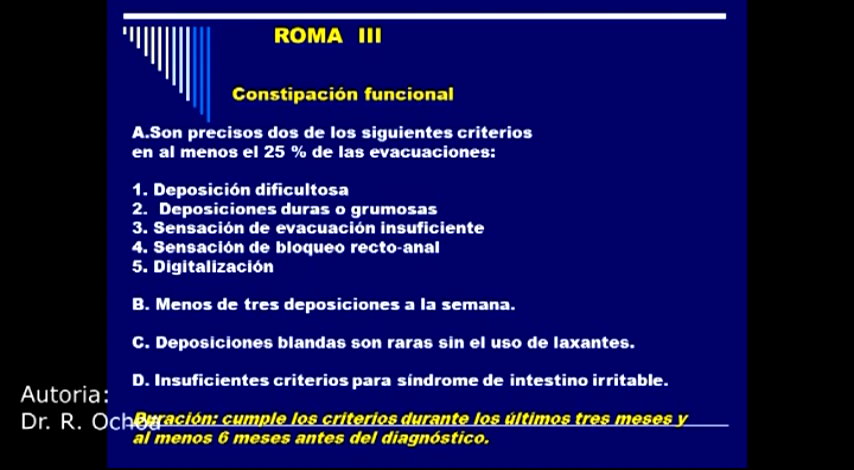 ROMA III
Constipación funcional
A.Son precisos dos de los siguientes criterios
en al menos el 25 % de las evacuaciones:
1. Deposición dificultosa
2. Deposiciones duras o grumosas
3. Sensación de evacuación insuficiente
4. Sensación de bloqueo recto-anal
5. Digitalización
B. Menos de tres deposiciones a la semana.
C. Deposiciones blandas son raras sin el uso de laxantes.
D. Insuficientes criterios para síndrome de intestino irritable.
Autoria:
Dr. R. Ochoa
Duración: cumple los criterios durante los últimos tres meses y
al menos 6 meses antes del diagnóstico.